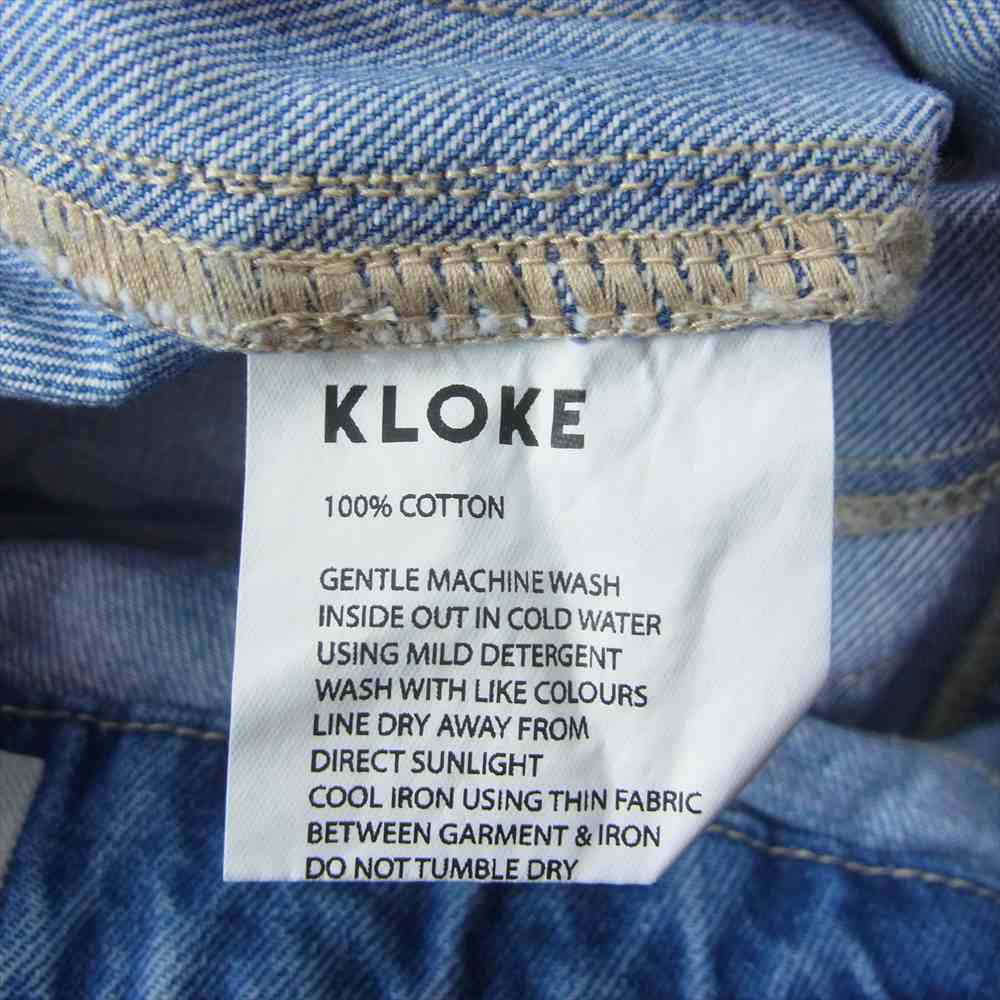 KLOKE
100% COTTON
GENTLE MACHINE WASH
INSIDE OUT IN COLD WATER
USING MILD DETERGENT
WASH WITH LIKE COLOURS
LINE DRY AWAY FROM
DIRECT SUNLIGHT
COOL IRON USING THIN FABRIC
BETWEEN GARMENT & IRON
DO NOT TUMBLE DRY